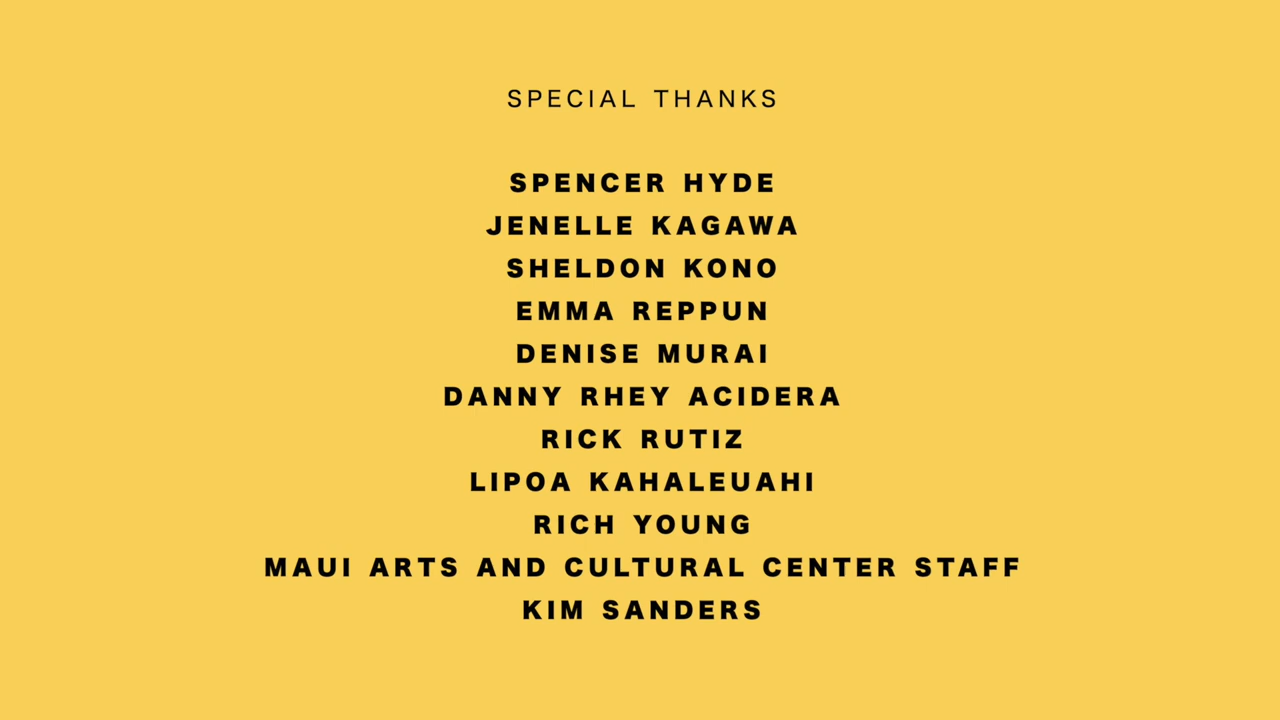 SPECIAL THANKS
SPENCER HYDE
JENELLE KAGAWA
SHELDON KONO
EMMA REPPUN
DENISE MURAI
DANNY RHEY ACIDERA
RICK RUTIZ
LIPOA KAHALEUAHI
RICH YOUNG
MAUI ARTS AND CULTURAL CENTER STAFF
KIM SANDERS